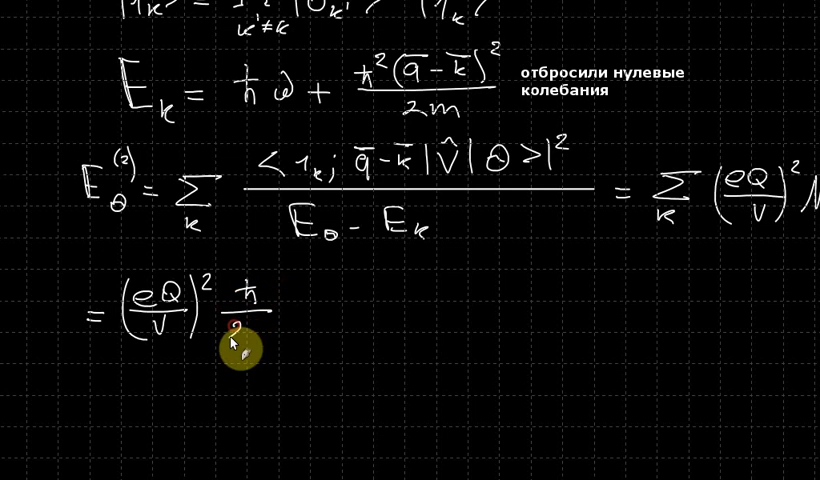 E_k = ħω + ħ²(q̅ - k̅)² / 2m
отбросили нулевые
колебания
E_0^(2) = Σ_k <1_k; q̅ - k̅ |V̂| 0 >|² / E_0 - E_k = Σ_k (eQ / V)²
= (eQ / V)² ħ / 2